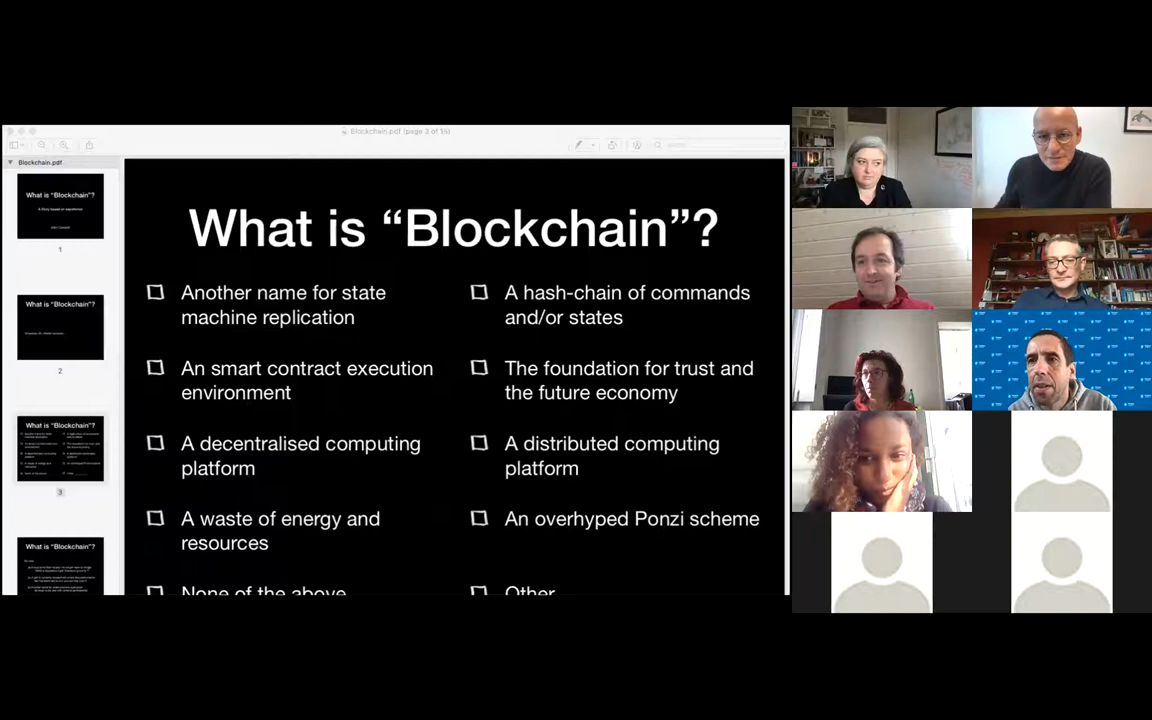 Blockchain.pdf (page 3 of 15)
Blockchain.pdf
What is “Blockchain”?
1
What is “Blockchain”?
2
What is “Blockchain”?
3
What is “Blockchain”?
What is “Blockchain”?
Another name for state
machine replication
An smart contract execution
environment
A decentralised computing
platform
A waste of energy and
resources
None of the above
A hash-chain of commands
and/or states
The foundation for trust and
the future economy
A distributed computing
platform
An overhyped Ponzi scheme
Other